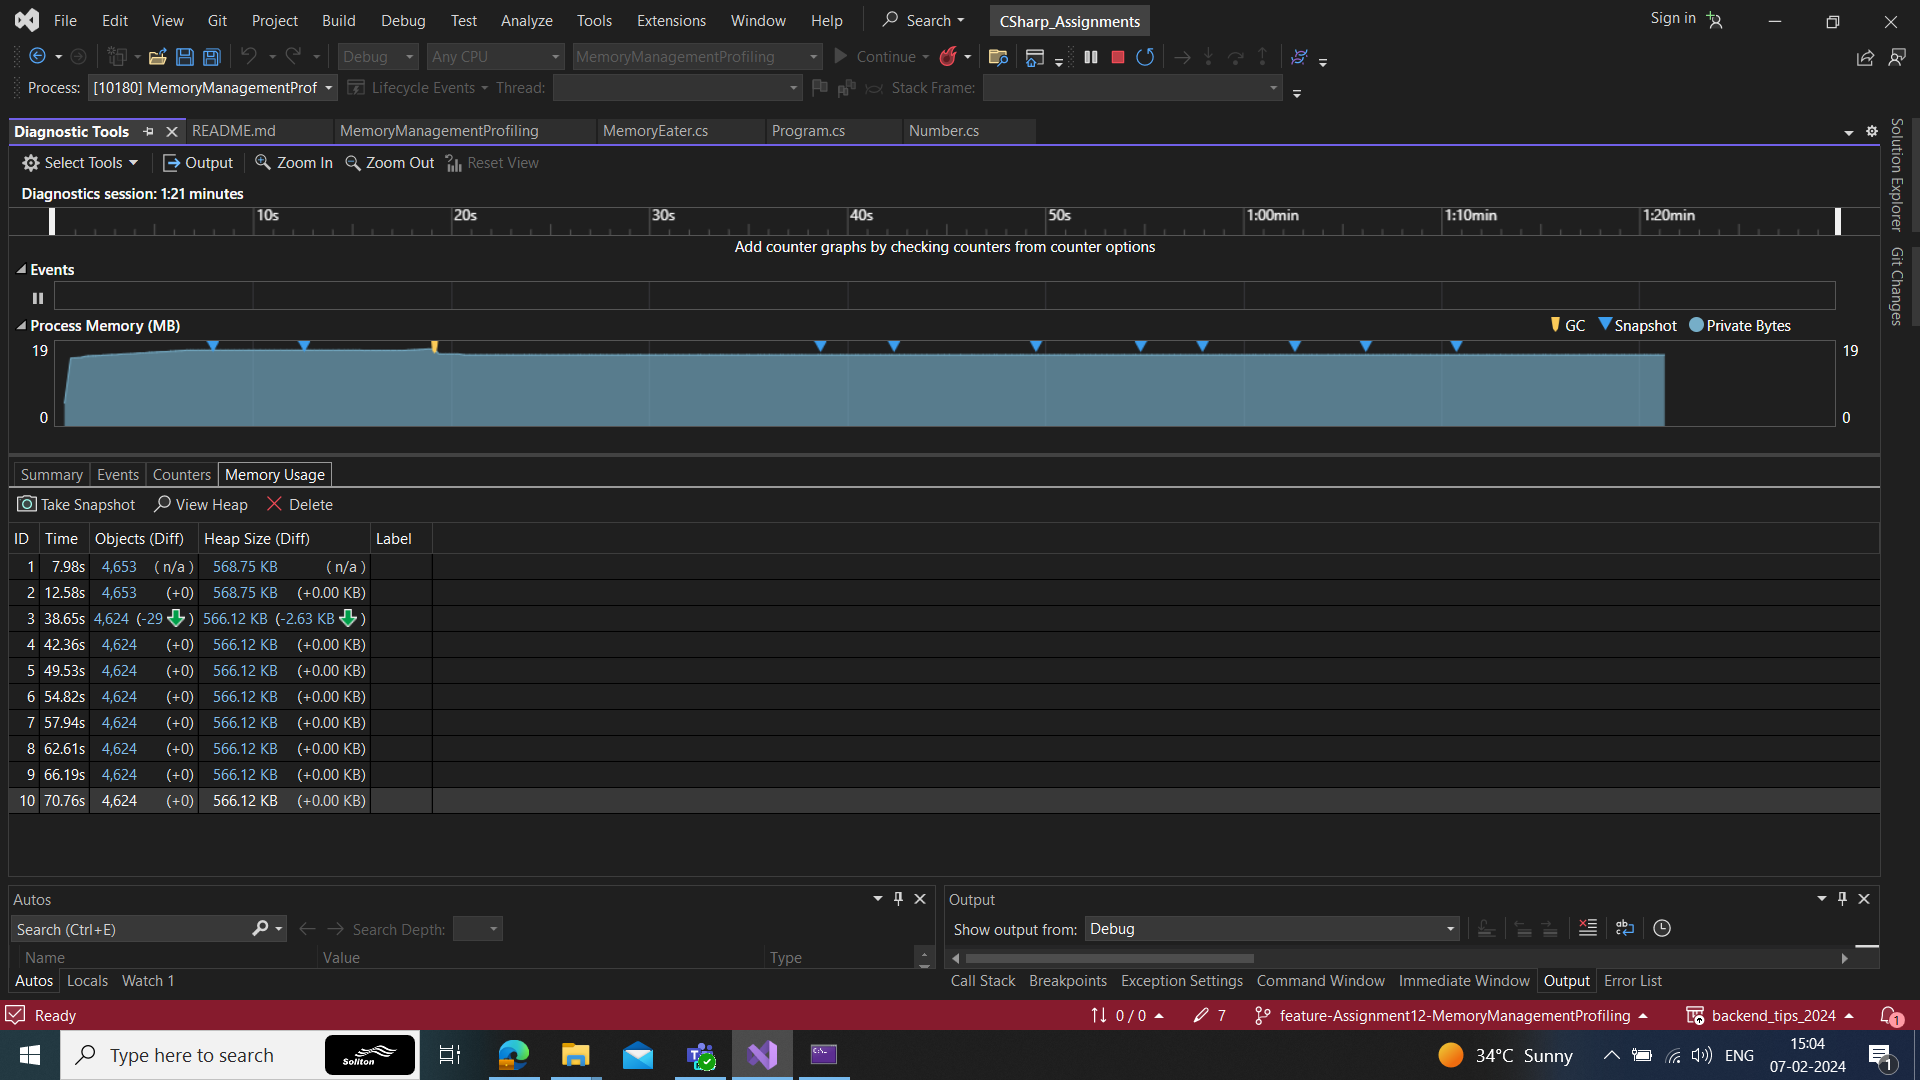 File Edit View Git Project Build Debug Test Analyze Tools Extensions Window Help Search CSharp_Assignments Sign in
Debug Any CPU MemoryManagementProfiling Continue
Process: [10180] MemoryManagementProf Lifecycle Events Thread: Stack Frame:
Diagnostic Tools README.md MemoryManagementProfiling MemoryEater.cs Program.cs Number.cs
Select Tools Output Zoom In Zoom Out Reset View
Diagnostics session: 1:21 minutes
10s 20s 30s 40s 50s 1:00min 1:10min 1:20min
Add counter graphs by checking counters from counter options
Events
Process Memory (MB) GC Snapshot Private Bytes
19 19
0 0
Summary Events Counters Memory Usage
Take Snapshot View Heap Delete
ID Time Objects (Diff) Heap Size (Diff) Label
1 7.98s 4,653 ( n/a ) 568.75 KB ( n/a )
2 12.58s 4,653 (+0) 568.75 KB (+0.00 KB)
3 38.65s 4,624 (-29 ) 566.12 KB (-2.63 KB )
4 42.36s 4,624 (+0) 566.12 KB (+0.00 KB)
5 49.53s 4,624 (+0) 566.12 KB (+0.00 KB)
6 54.82s 4,624 (+0) 566.12 KB (+0.00 KB)
7 57.94s 4,624 (+0) 566.12 KB (+0.00 KB)
8 62.61s 4,624 (+0) 566.12 KB (+0.00 KB)
9 66.19s 4,624 (+0) 566.12 KB (+0.00 KB)
10 70.76s 4,624 (+0) 566.12 KB (+0.00 KB)
Solution Explorer
Git Changes
Autos
Search (Ctrl+E) Search Depth:
Name Value Type
Autos Locals Watch 1
Output
Show output from: Debug
Call Stack Breakpoints Exception Settings Command Window Immediate Window Output Error List
Ready 0 / 0 7 feature-Assignment12-MemoryManagementProfiling backend_tips_2024 1
Type here to search Soliton 34°C Sunny ENG 15:04
07-02-2024 1